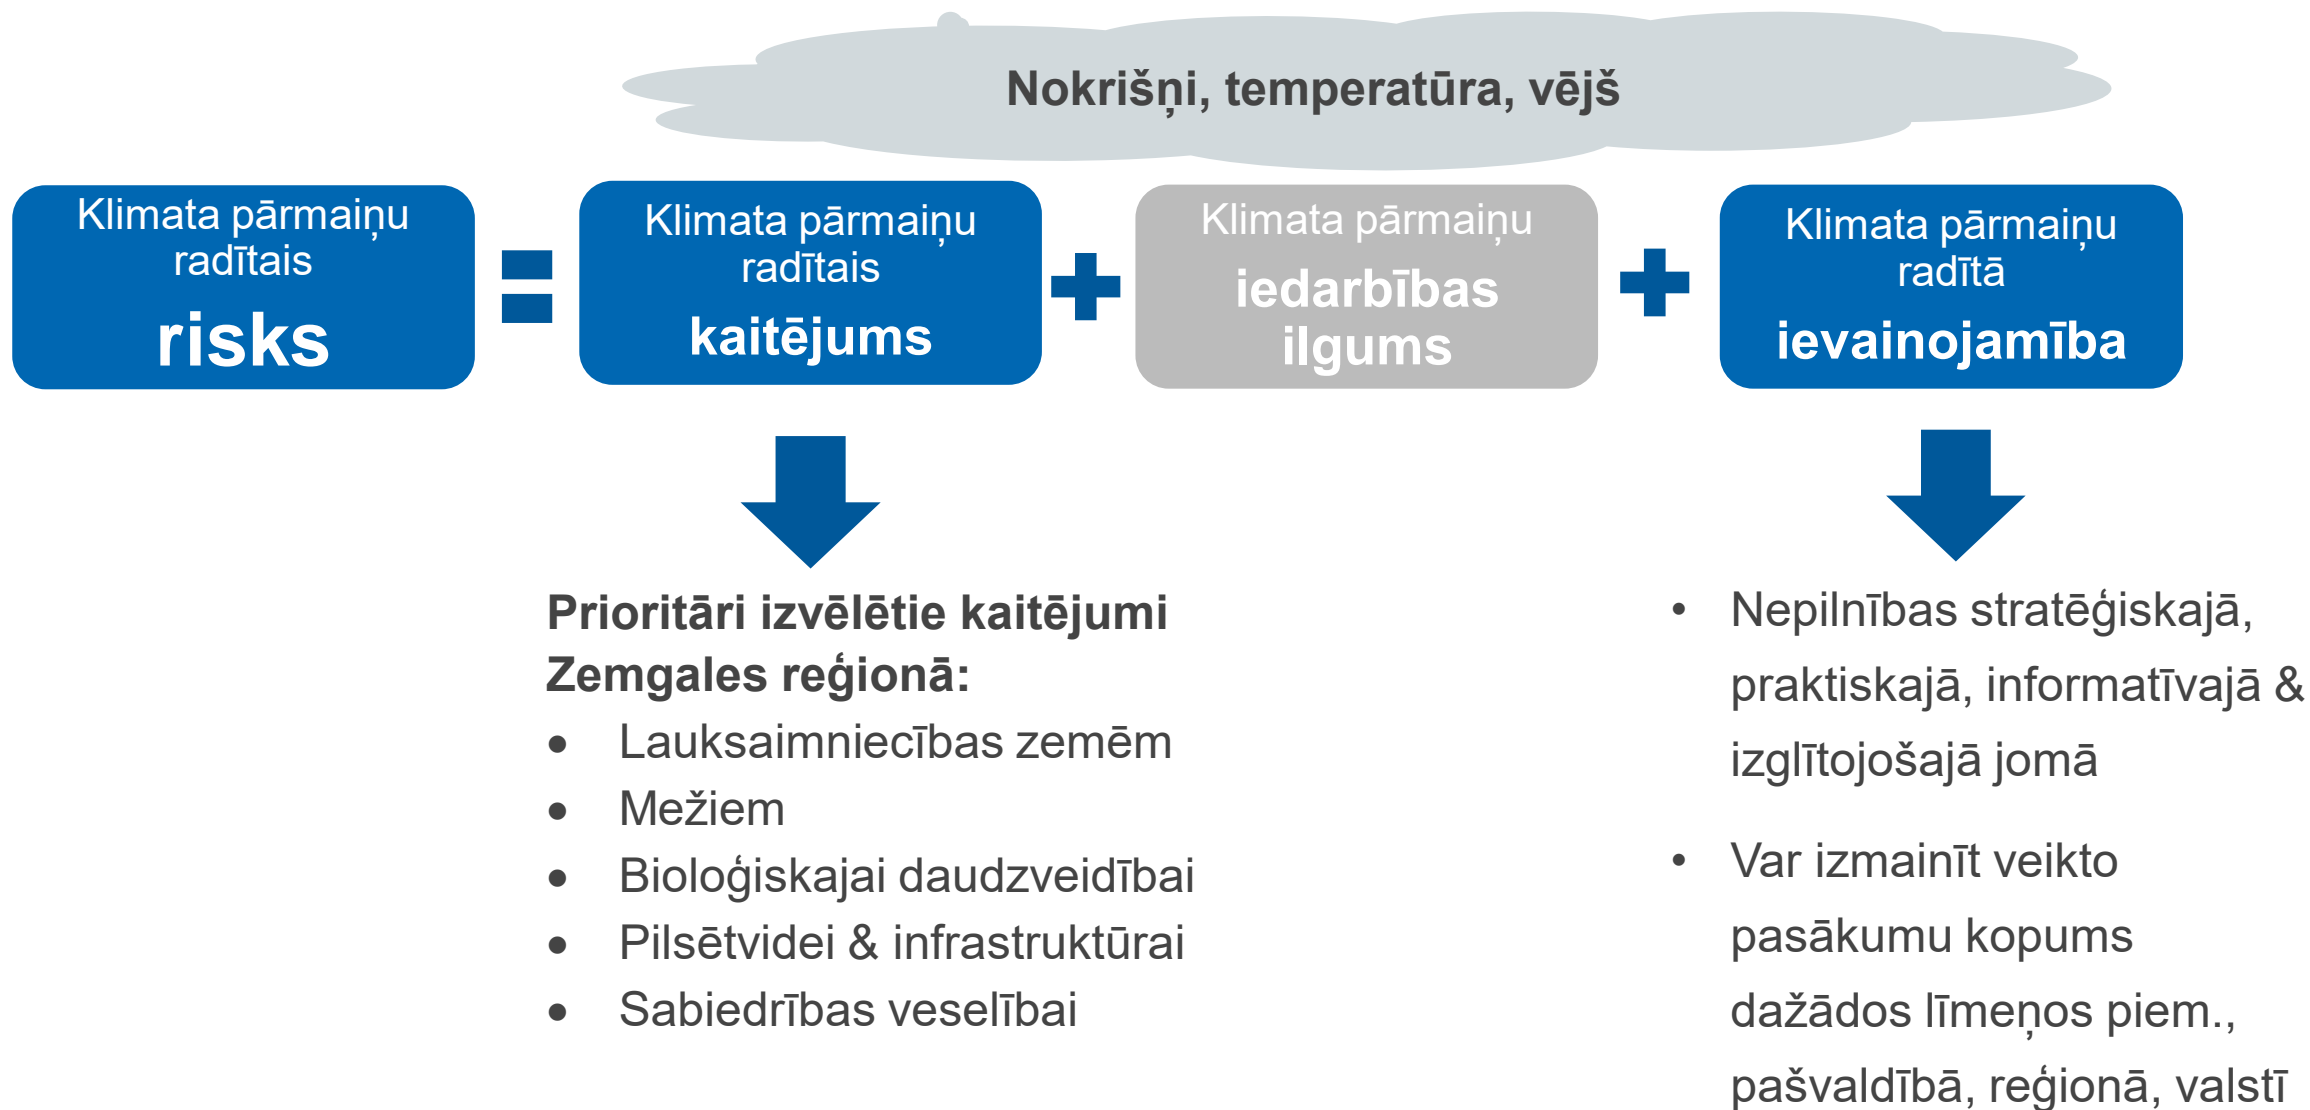 Nokrišņi, temperatūra, vējš
Klimata pārmaiņu
radītais
risks
Klimata pārmaiņu
radītais
kaitējums
Klimata pārmaiņu
iedarbības
ilgums
Klimata pārmaiņu
radītā
ievainojamība
Prioritāri izvēlētie kaitējumi
Zemgales reģionā:
• Lauksaimniecības zemēm
• Mežiem
• Bioloģiskajai daudzveidībai
• Pilsētvidei & infrastruktūrai
• Sabiedrības veselībai
• Nepilnības stratēģiskajā,
praktiskajā, informatīvajā &
izglītojošajā jomā
• Var izmainīt veikto
pasākumu kopums
dažādos līmeņos piem.,
pašvaldībā, reģionā, valstī